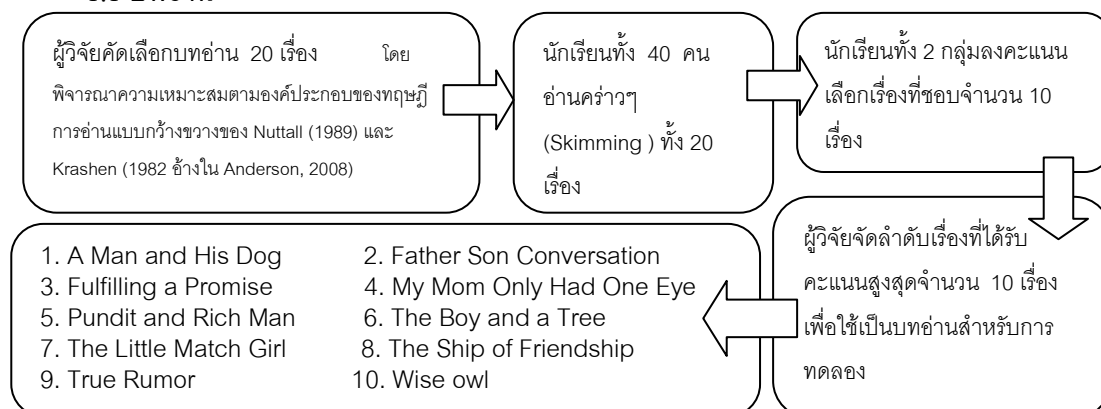 ผู้วิจัยคัดเลือกบทอ่าน 20 เรื่อง โดย
พิจารณาความเหมาะสมตามองค์ประกอบของทฤษฎี
การอ่านแบบกว้างขวางของ Nuttall (1989) และ
Krashen (1982 อ้างใน Anderson, 2008)
นักเรียนทั้ง 40 คน
อ่านคร่าวๆ
(Skimming ) ทั้ง 20
เรื่อง
นักเรียนทั้ง 2 กลุ่มลงคะแนน
เลือกเรื่องที่ชอบจำนวน 10
เรื่อง
ผู้วิจัยจัดลำดับเรื่องที่ได้รับ
คะแนนสูงสุดจำนวน 10 เรื่อง
เพื่อใช้เป็นบทอ่านสำหรับการ
ทดลอง
1. A Man and His Dog 2. Father Son Conversation
3. Fulfilling a Promise 4. My Mom Only Had One Eye
5. Pundit and Rich Man 6. The Boy and a Tree
7. The Little Match Girl 8. The Ship of Friendship
9. True Rumor 10. Wise owl